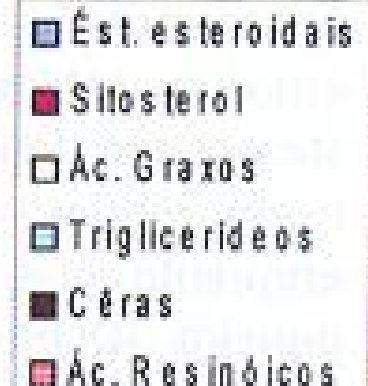 Ést. esteroidais
Sitosterol
Ác. Graxos
Triglicerídeos
Cêras
Ác. Resinóicos